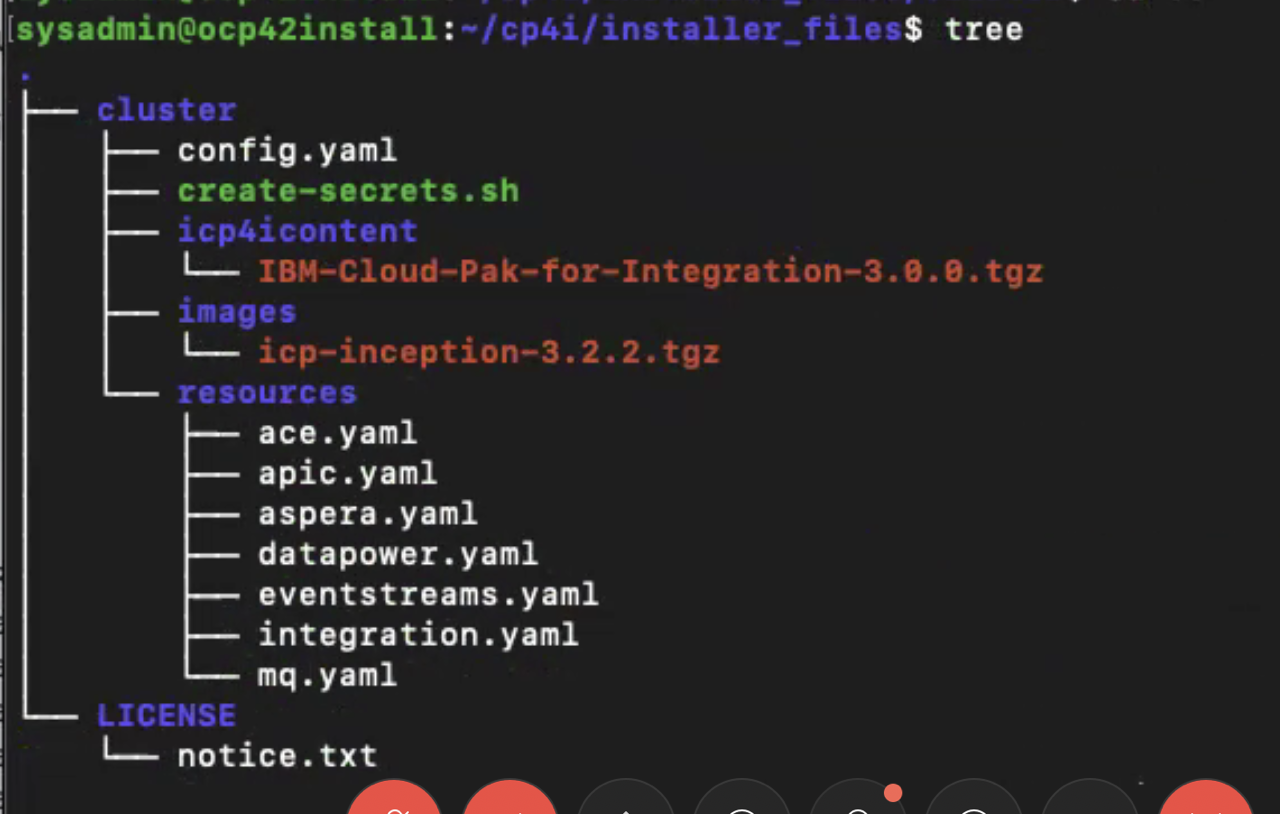 [sysadmin@ocp42install:~/cp4i/installer_files$ tree
.
├── cluster
│   ├── config.yaml
│   ├── create-secrets.sh
│   ├── icp4icontent
│   │   └── IBM-Cloud-Pak-for-Integration-3.0.0.tgz
│   ├── images
│   │   └── icp-inception-3.2.2.tgz
│   └── resources
│       ├── ace.yaml
│       ├── apic.yaml
│       ├── aspera.yaml
│       ├── datapower.yaml
│       ├── eventstreams.yaml
│       ├── integration.yaml
│       └── mq.yaml
└── LICENSE
    └── notice.txt